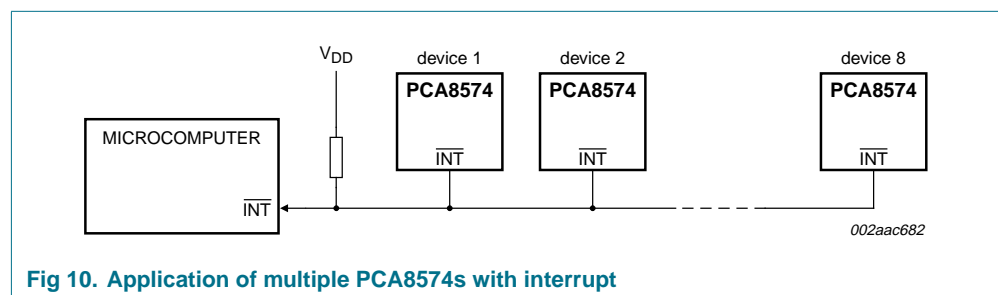 VDD
device 1
device 2
device 8
PCA8574
PCA8574
PCA8574
MICROCOMPUTER
INT
INT
INT
INT
002aac682
Fig 10. Application of multiple PCA8574s with interrupt